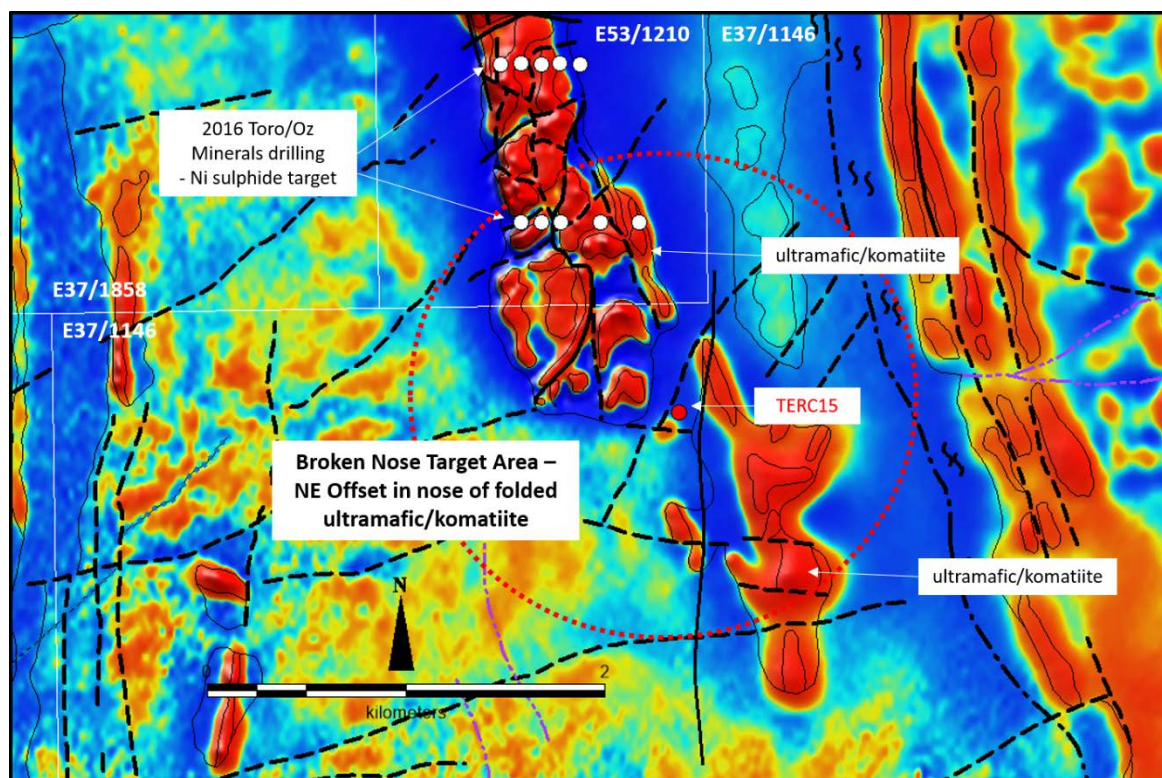 E53/1210
E37/1146
2016 Toro/Oz
Minerals drilling
- Ni sulphide target
ultramafic/komatiite
E37/1858
E37/1146
TERC15
Broken Nose Target Area –
NE Offset in nose of folded
ultramafic/komatiite
ultramafic/komatiite
N
0
2
kilometers